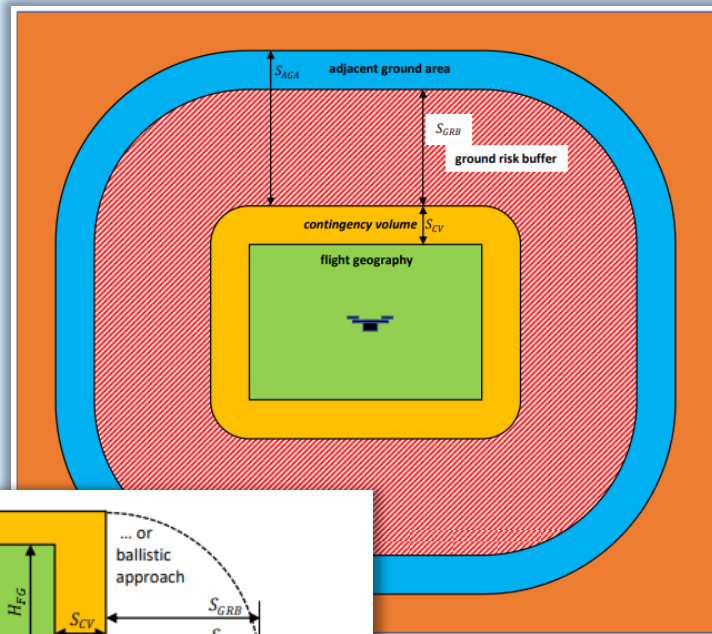 S_AGA
adjacent ground area
S_GRB
ground risk buffer
contingency volume
S_CV
flight geography
... or
ballistic
approach
H_FG
S_CV
S_GRB